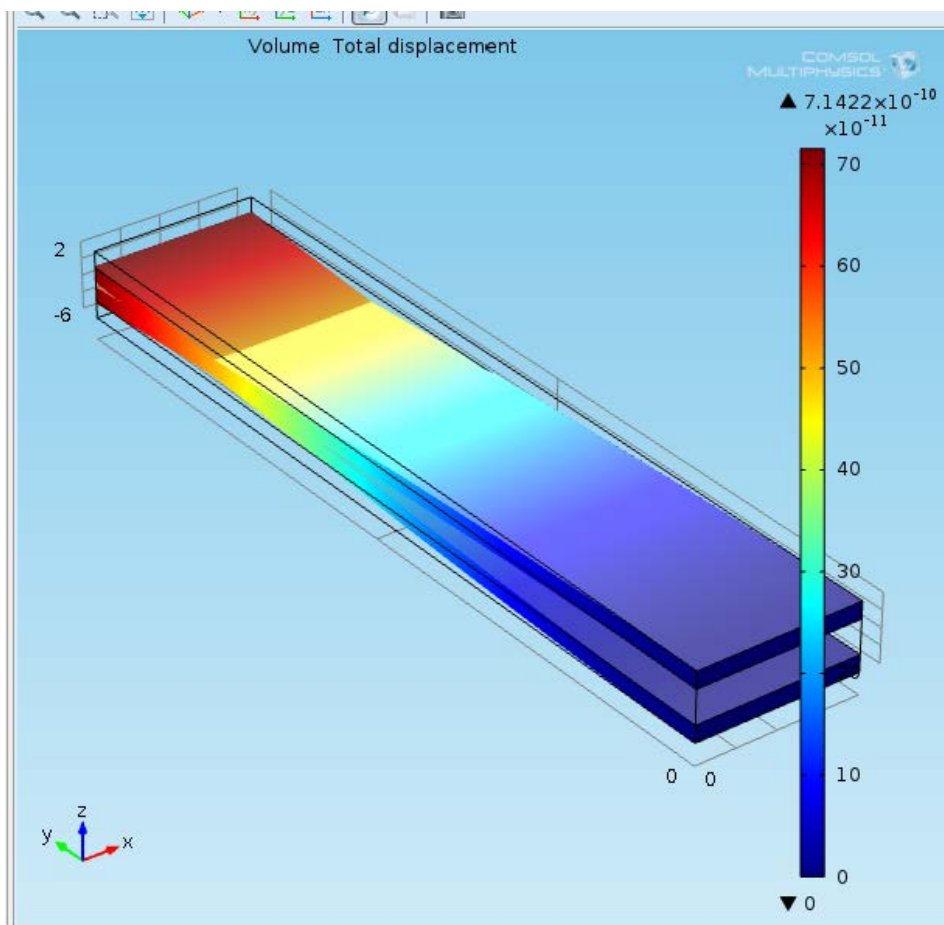 Volume Total displacement
COMSOL
MULTIPHYSICS
▲ 7.1422×10⁻¹⁰
×10⁻¹¹
70
60
50
40
30
10
0
▼ 0
2
-6
0 0
z
y
x